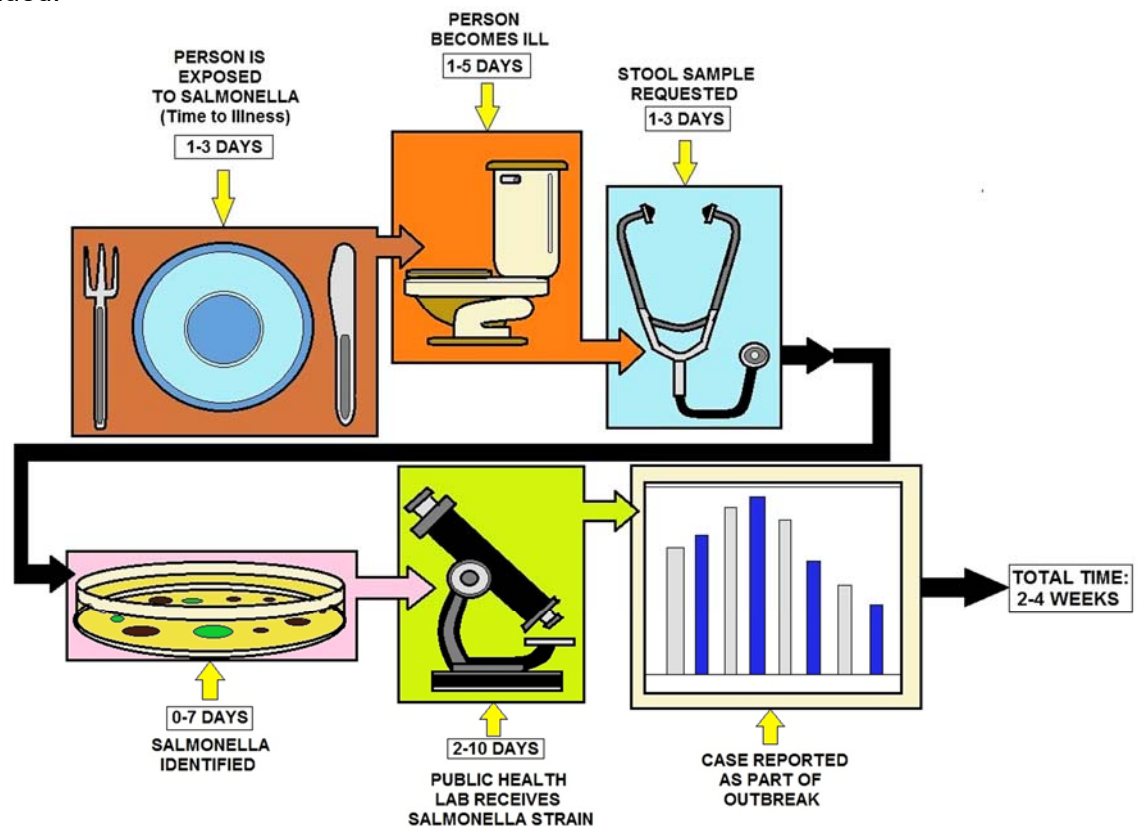 PERSON IS
EXPOSED
TO SALMONELLA
(Time to Illness)
1-3 DAYS
PERSON
BECOMES ILL
1-5 DAYS
STOOL SAMPLE
REQUESTED
1-3 DAYS
0-7 DAYS
SALMONELLA
IDENTIFIED
2-10 DAYS
PUBLIC HEALTH
LAB RECEIVES
SALMONELLA STRAIN
CASE REPORTED
AS PART OF
OUTBREAK
TOTAL TIME:
2-4 WEEKS